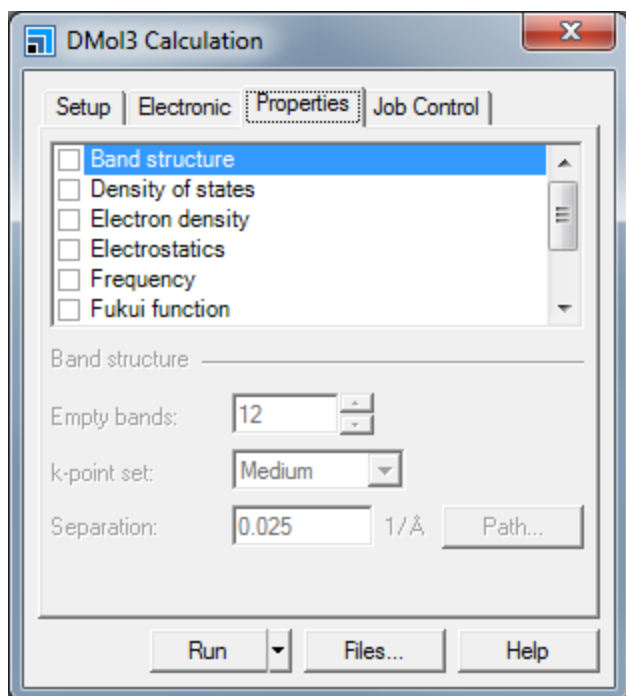 DMol3 Calculation
Setup Electronic Properties Job Control
Band structure
Density of states
Electron density
Electrostatics
Frequency
Fukui function
Band structure
Empty bands: 12
k-point set: Medium
Separation: 0.025 1/Å Path...
Run Files... Help